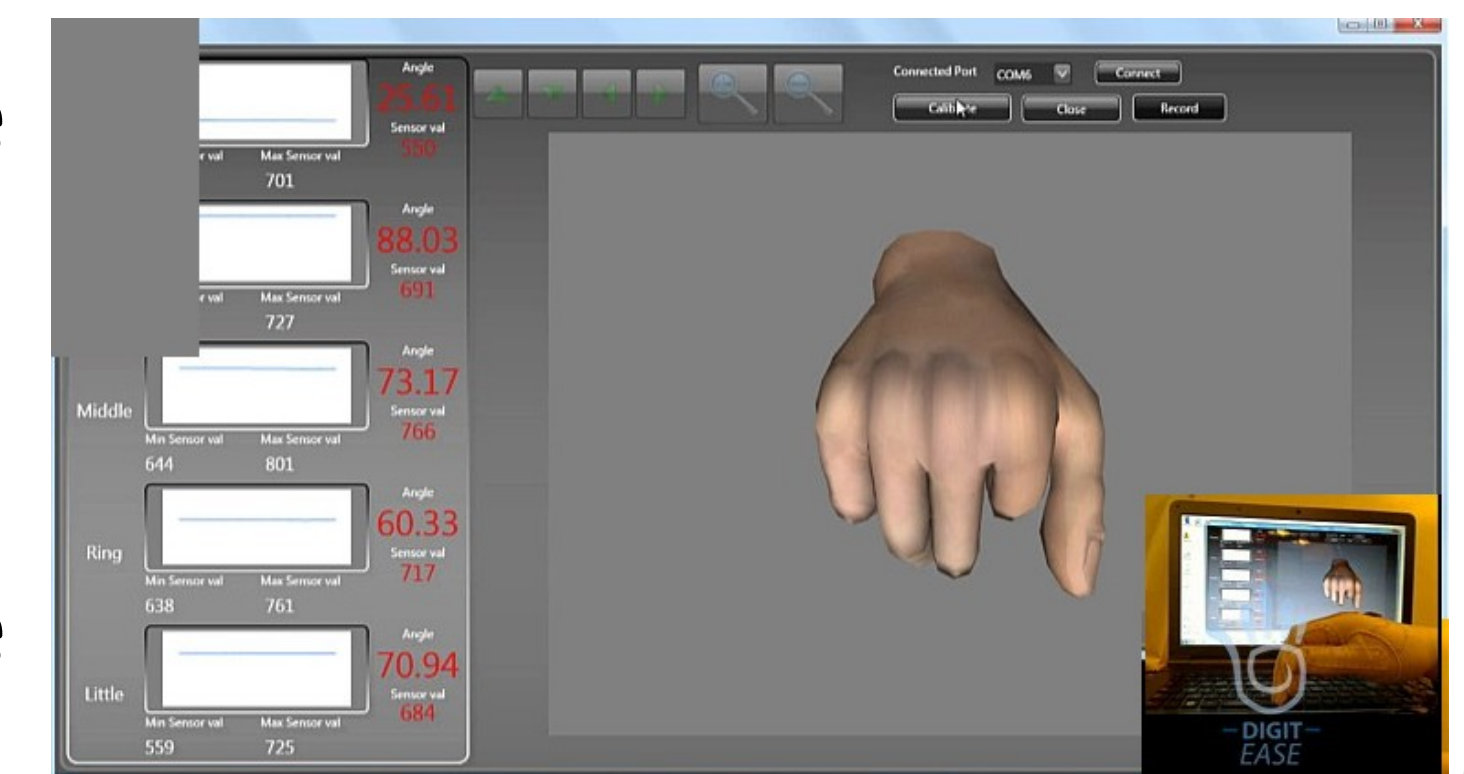 Angle
25.61
Sensor val
550
r val Max Sensor val
701
Angle
88.03
Sensor val
691
or val Max Sensor val
727
Middle
Angle
73.17
Sensor val
766
Min Sensor val Max Sensor val
644 801
Ring
Angle
60.33
Sensor val
717
Min Sensor val Max Sensor val
638 761
Little
Angle
70.94
Sensor val
684
Min Sensor val Max Sensor val
559 725
Connected Port COM6 Connect
Calibrate Close Record
DIGIT
EASE